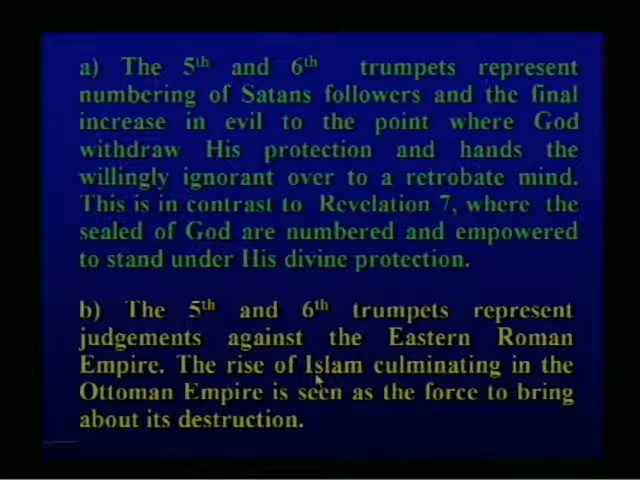 a) The 5th and 6th trumpets represent
numbering of Satans followers and the final
increase in evil to the point where God
withdraw His protection and hands the
willingly ignorant over to a retrobate mind.
This is in contrast to Revelation 7, where the
sealed of God are numbered and empowered
to stand under His divine protection.
b) The 5th and 6th trumpets represent
judgements against the Eastern Roman
Empire. The rise of Islam culminating in the
Ottoman Empire is seen as the force to bring
about its destruction.